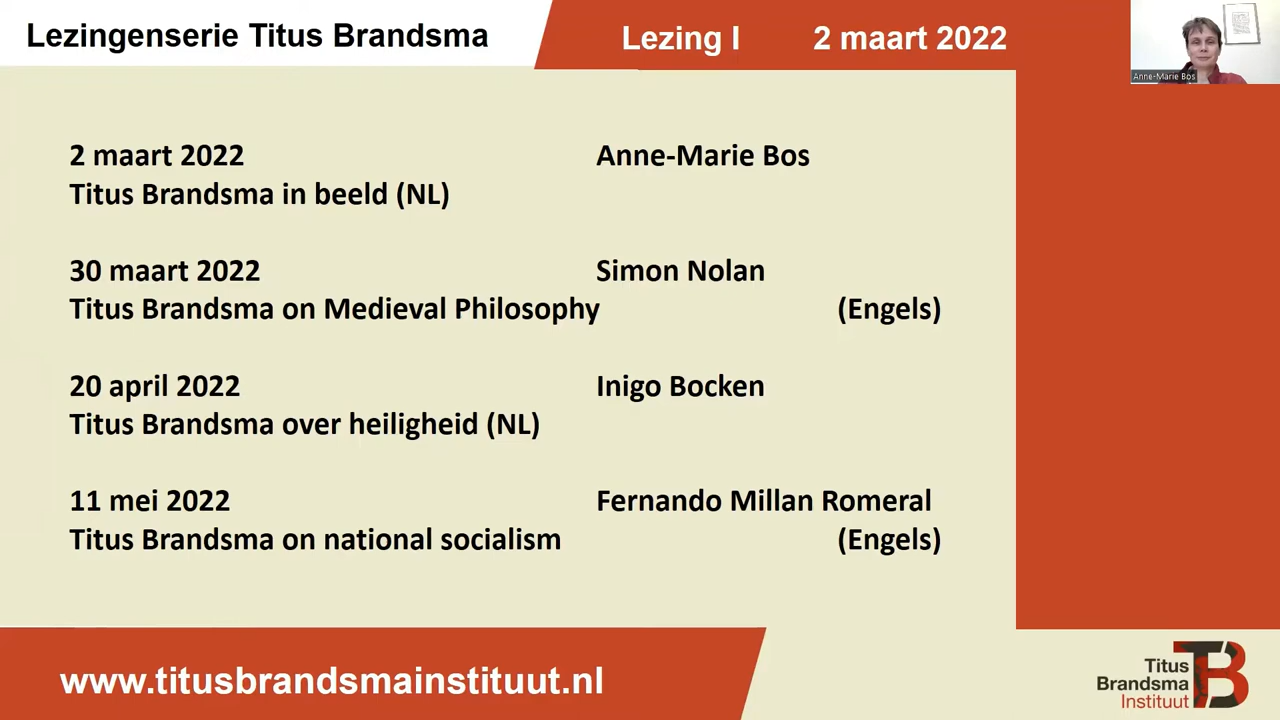 Lezingenserie Titus Brandsma
Lezing I 2 maart 2022
Anne-Marie Bos
2 maart 2022 Anne-Marie Bos
Titus Brandsma in beeld (NL)
30 maart 2022 Simon Nolan
Titus Brandsma on Medieval Philosophy (Engels)
20 april 2022 Inigo Bocken
Titus Brandsma over heiligheid (NL)
11 mei 2022 Fernando Millan Romeral
Titus Brandsma on national socialism (Engels)
www.titusbrandsmainstituut.nl
Titus
Brandsma
Instituut
TB